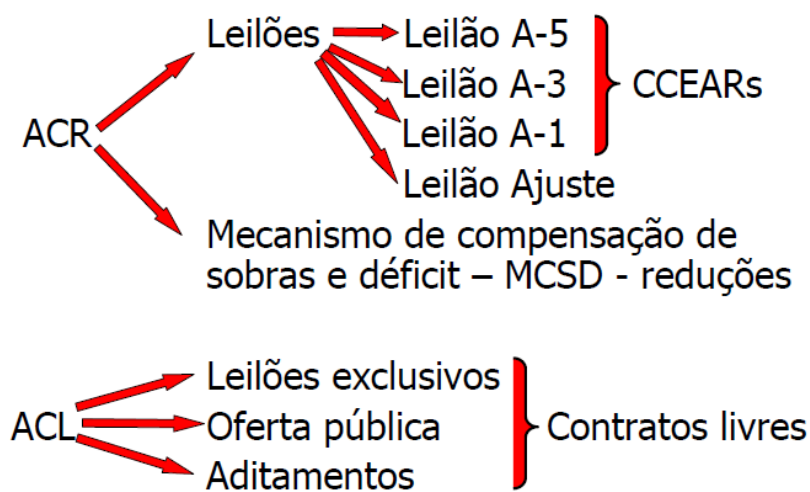 Leilões
Leilão A-5
Leilão A-3
CCEARs
ACR
Leilão A-1
Leilão Ajuste
Mecanismo de compensação de
sobras e déficit – MCSD - reduções
Leilões exclusivos
ACL
Oferta pública
Contratos livres
Aditamentos